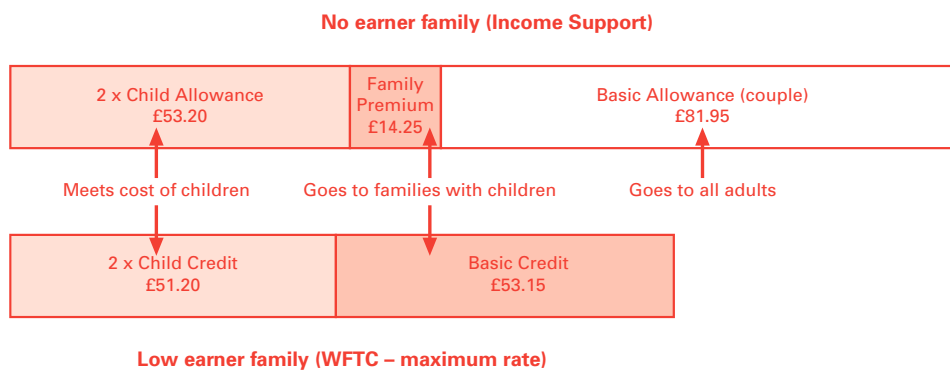 No earner family (Income Support)
2 x Child Allowance
£53.20
Family
Premium
£14.25
Basic Allowance (couple)
£81.95
Meets cost of children
Goes to families with children
Goes to all adults
2 x Child Credit
£51.20
Basic Credit
£53.15
Low earner family (WFTC – maximum rate)